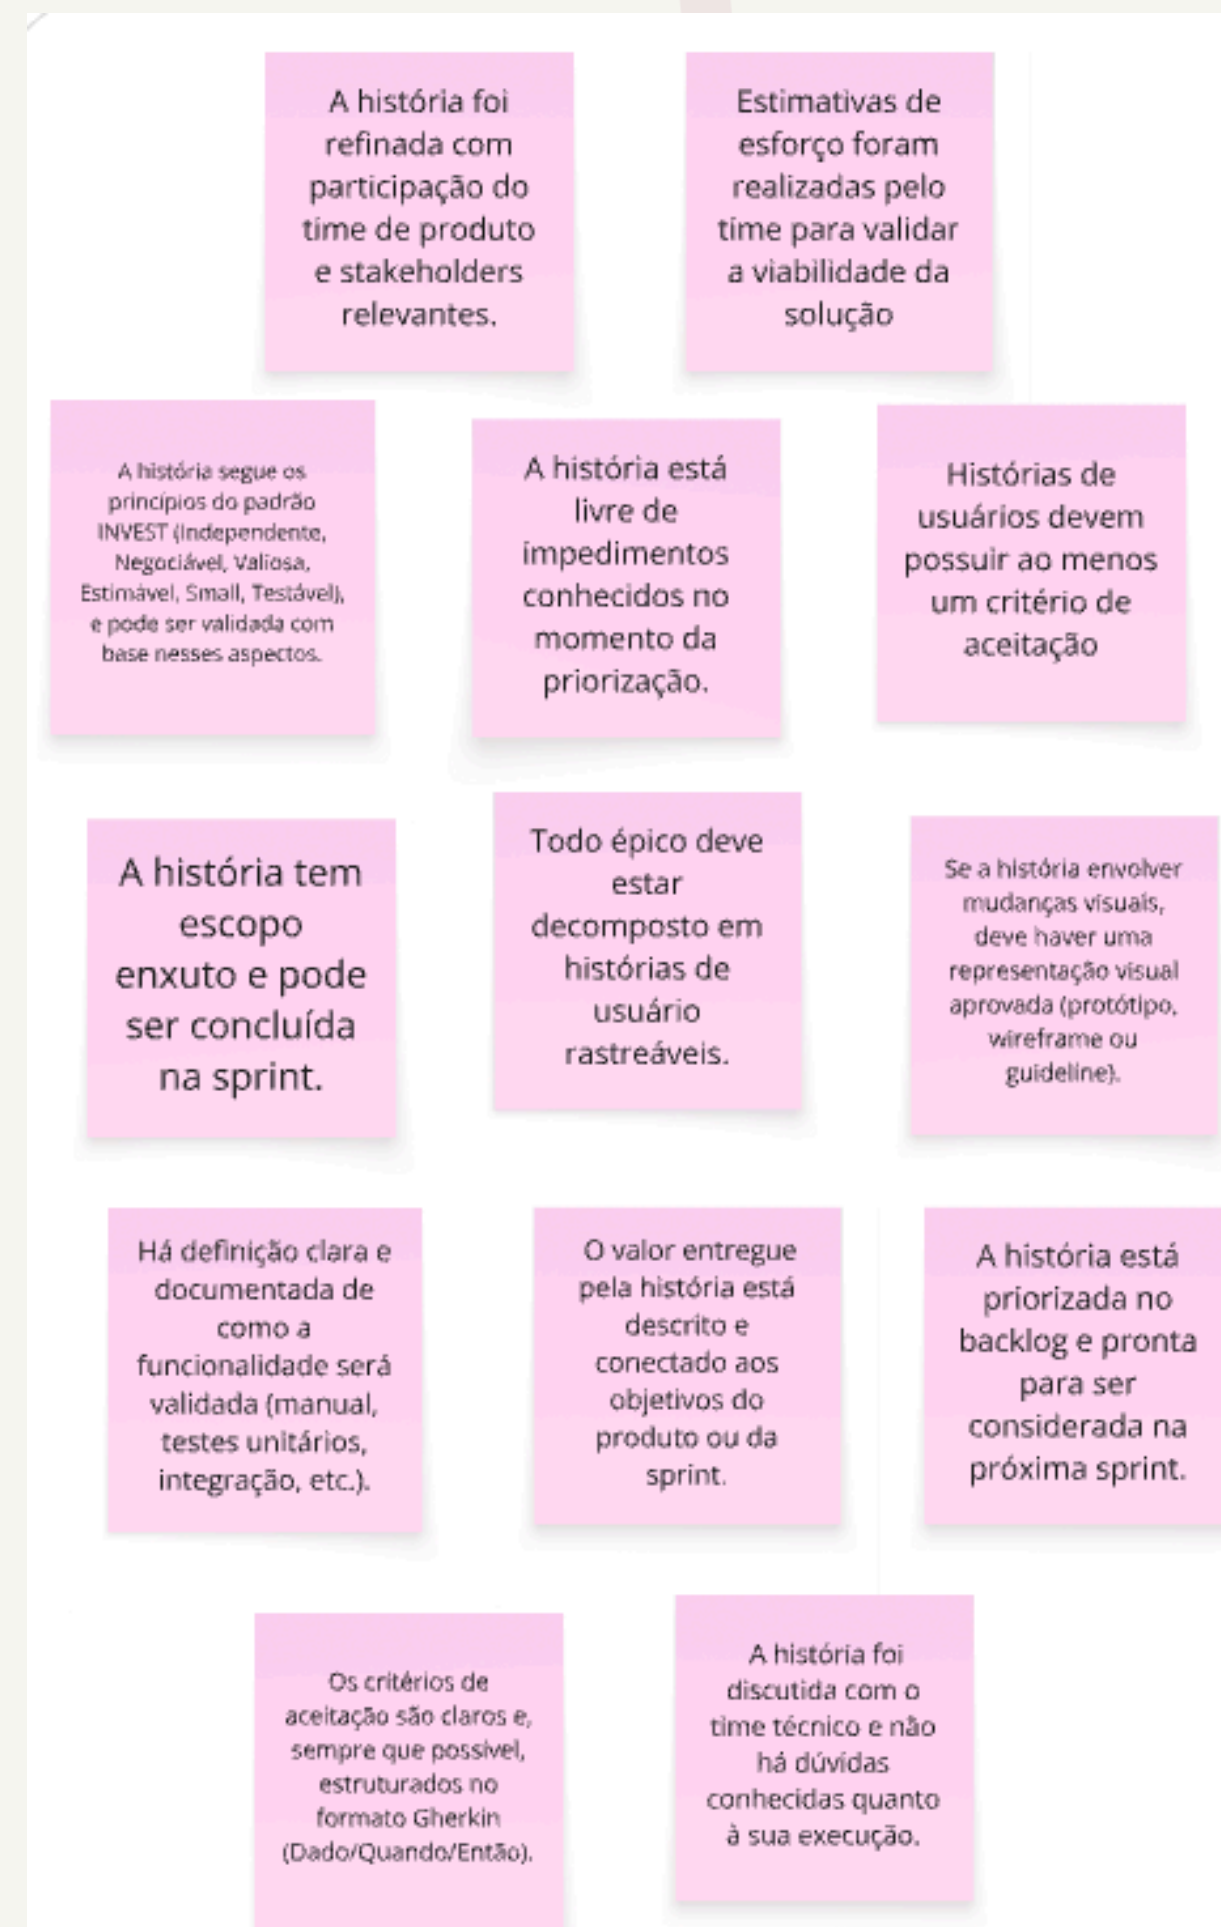 A história foi
refinada com
participação do
time de produto
e stakeholders
relevantes.
Estimativas de
esforço foram
realizadas pelo
time para validar
a viabilidade da
solução
A história segue os
princípios do padrão
INVEST (Independente,
Negociável, Valiosa,
Estimável, Small, Testável),
e pode ser validada com
base nesses aspectos.
A história está
livre de
impedimentos
conhecidos no
momento da
priorização.
Histórias de
usuários devem
possuir ao menos
um critério de
aceitação
A história tem
escopo
enxuto e pode
ser concluída
na sprint.
Todo épico deve
estar
decomposto em
histórias de
usuário
rastreáveis.
Se a história envolver
mudanças visuais,
deve haver uma
representação visual
aprovada (protótipo,
wireframe ou
guideline).
Há definição clara e
documentada de
como a
funcionalidade será
validada (manual,
testes unitários,
integração, etc.).
O valor entregue
pela história está
descrito e
conectado aos
objetivos do
produto ou da
sprint.
A história está
priorizada no
backlog e pronta
para ser
considerada na
próxima sprint.
Os critérios de
aceitação são claros e,
sempre que possível,
estruturados no
formato Gherkin
(Dado/Quando/Então).
A história foi
discutida com o
time técnico e não
há dúvidas
conhecidas quanto
à sua execução.